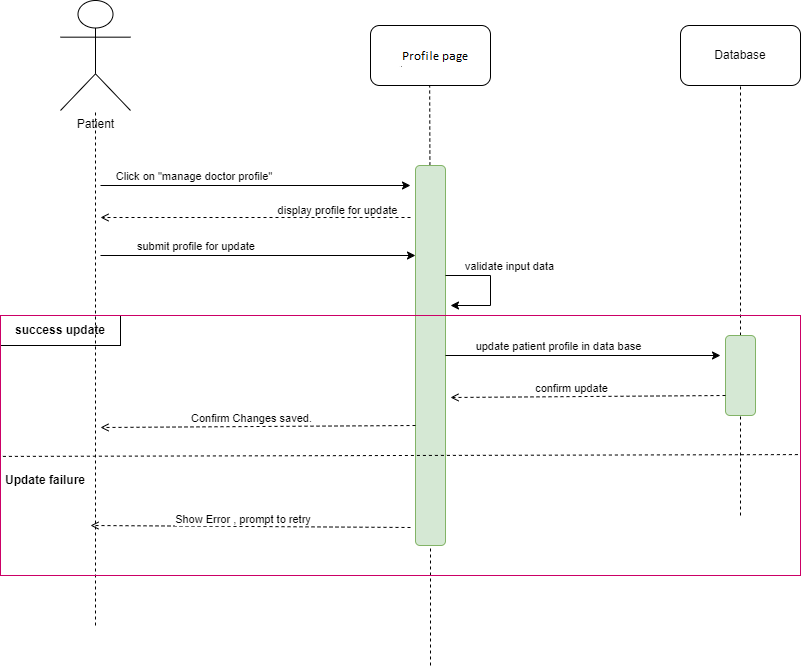 Profile page
Database
Patient
Click on "manage doctor profile"
display profile for update
submit profile for update
validate input data
success update
update patient profile in data base
confirm update
Confirm Changes saved.
Update failure
Show Error , prompt to retry